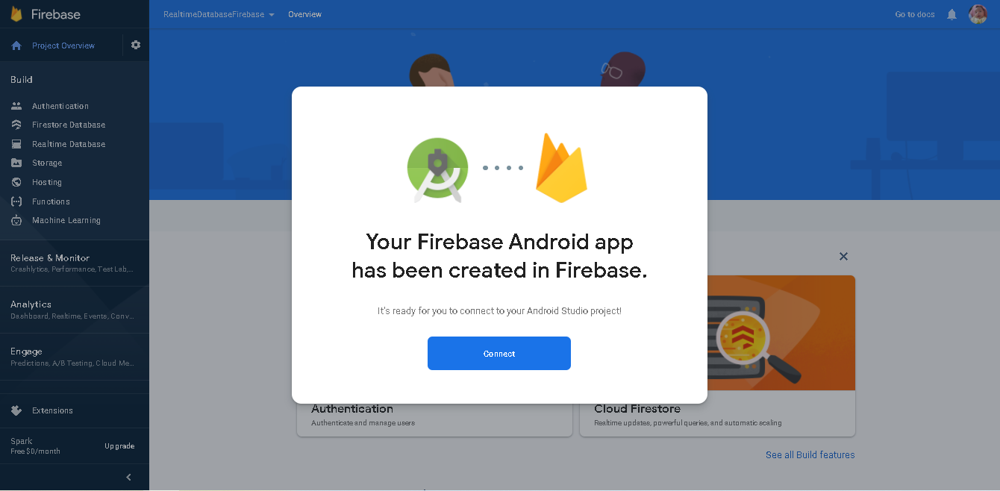 Firebase
RealtimeDatabaseFirebase
Overview
Go to docs
Project Overview
Build
Authentication
Firestore Database
Realtime Database
Storage
Hosting
Functions
Machine Learning
Release & Monitor
Crashlytics, Performance, Test Lab,...
Analytics
Dashboard, Realtime, Events, Conv...
Engage
Predictions, A/B Testing, Cloud Me...
Extensions
Spark
Free $0/month
Upgrade
Your Firebase Android app
has been created in Firebase.
It's ready for you to connect to your Android Studio project!
Connect
Authentication
Authenticate and manage users
Cloud Firestore
Realtime updates, powerful queries, and automatic scaling
See all Build features